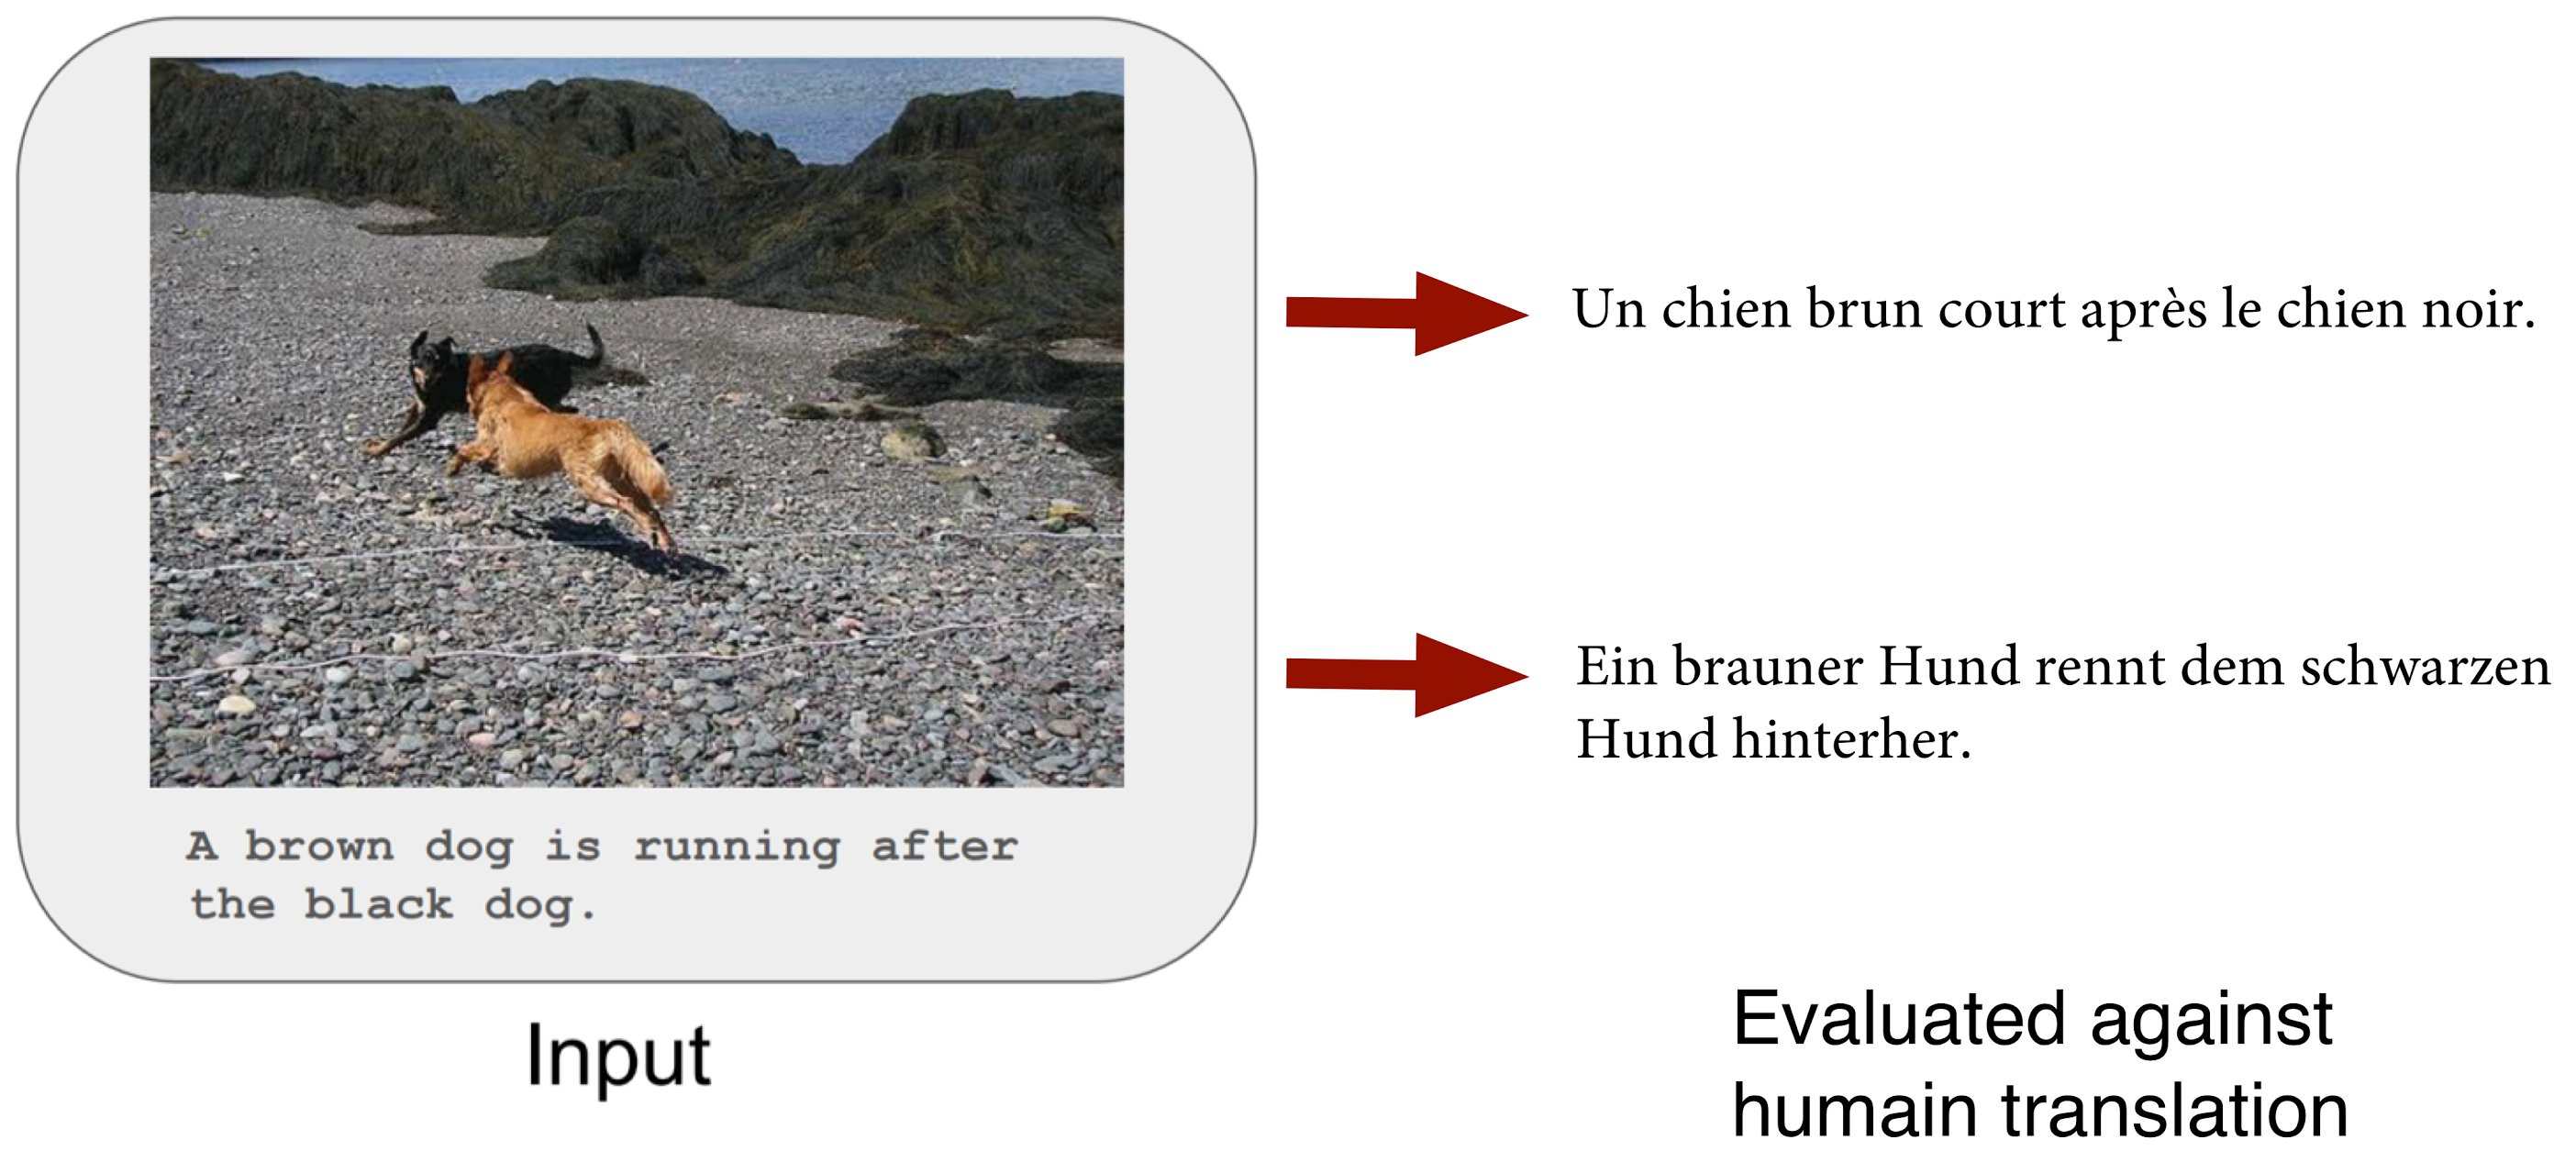 A brown dog is running after
the black dog.
Input
Un chien brun court après le chien noir.
Ein brauner Hund rennt dem schwarzen
Hund hinterher.
Evaluated against
humain translation